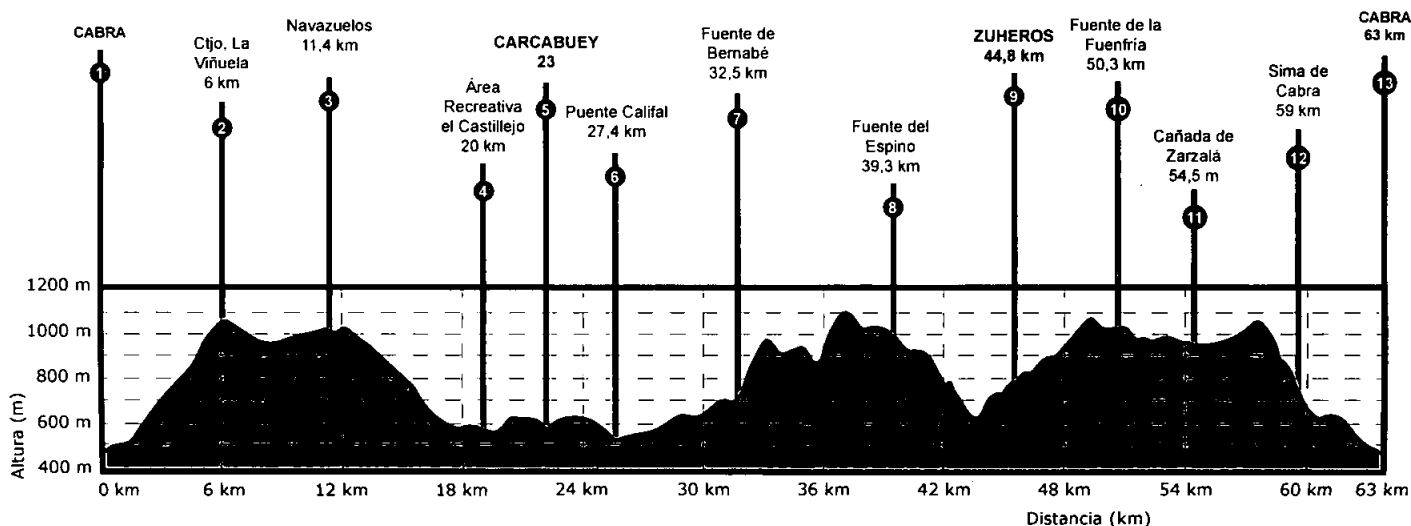 CABRA
1
Ctjo. La
Viñuela
6 km
2
Navazuelos
11,4 km
3
Área
Recreativa
el Castillejo
20 km
4
CARCABUEY
23
5
Puente Califal
27,4 km
6
Fuente de
Bernabé
32,5 km
7
Fuente del
Espino
39,3 km
8
ZUHEROS
44,8 km
9
Fuente de la
Fuenfría
50,3 km
10
Cañada de
Zarzalá
54,5 m
11
Sima de
Cabra
59 km
12
CABRA
63 km
13
Altura (m)
1200 m
1000 m
800 m
600 m
400 m
0 km
6 km
12 km
18 km
24 km
30 km
36 km
42 km
48 km
54 km
60 km
63 km
Distancia (km)